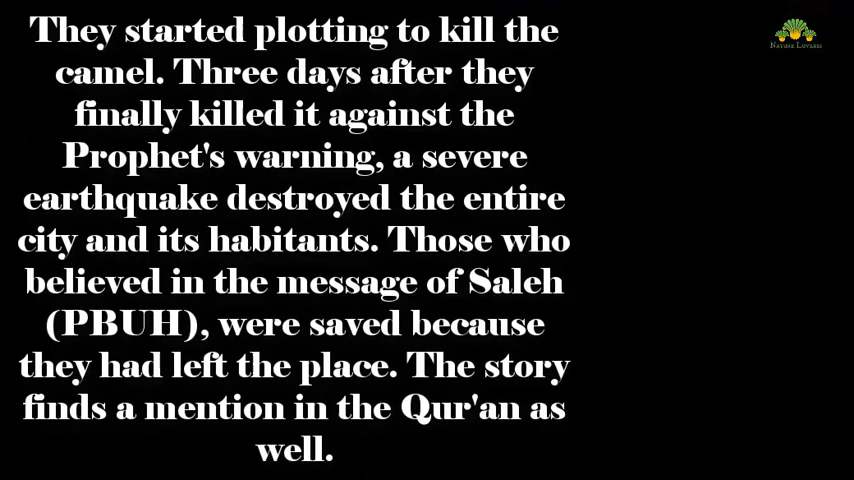 They started plotting to kill the
camel. Three days after they
finally killed it against the
Prophet's warning, a severe
earthquake destroyed the entire
city and its habitants. Those who
believed in the message of Saleh
(PBUH), were saved because
they had left the place. The story
finds a mention in the Qur'an as
well.
Nature Lovess